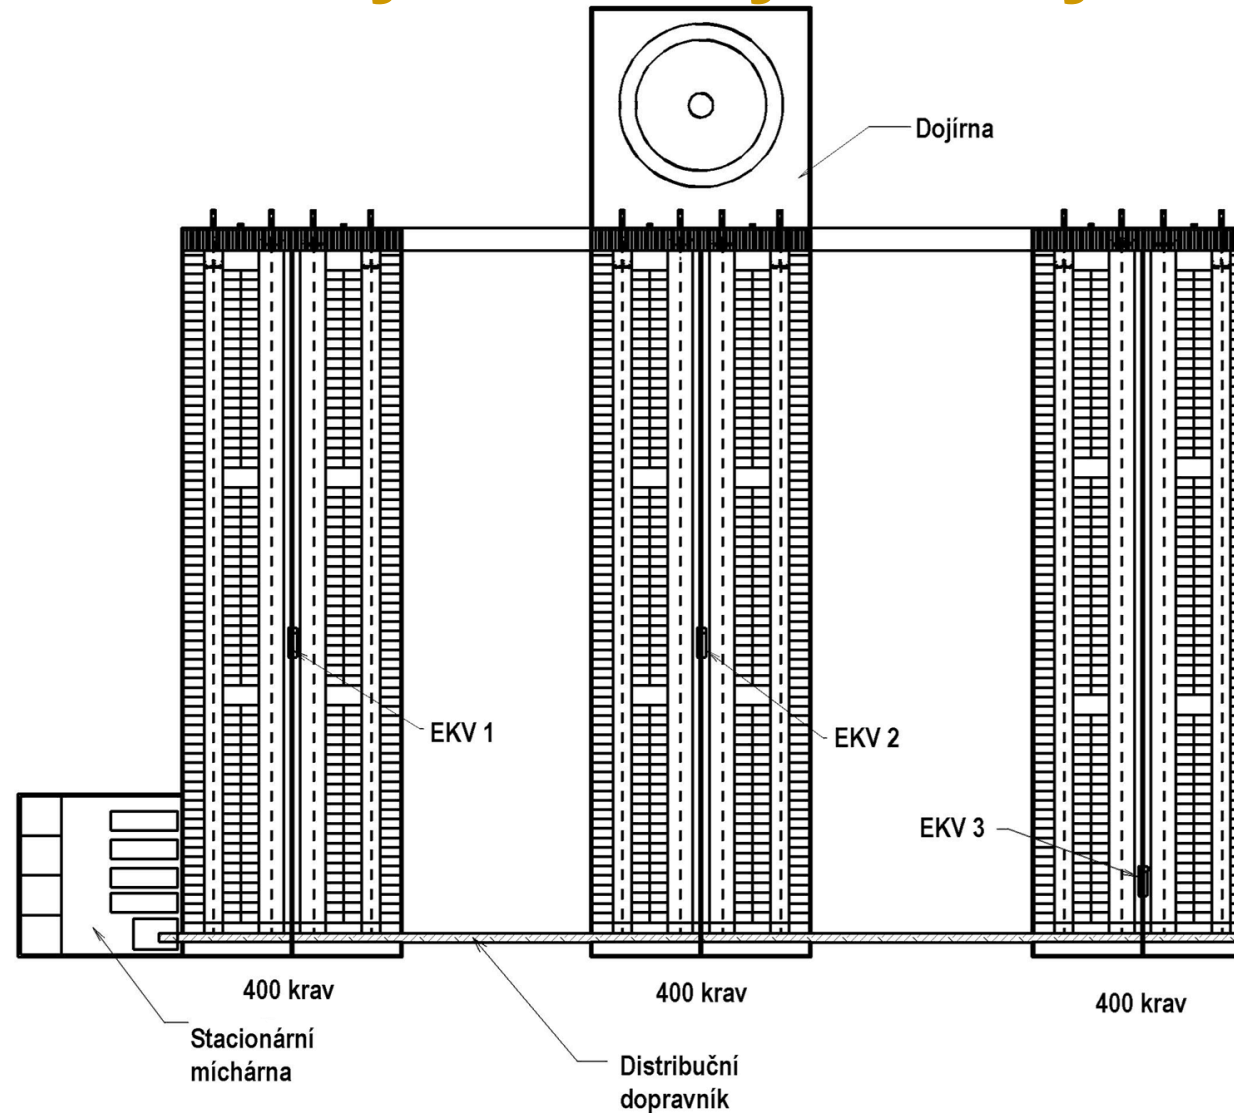 Dojírna
EKV 1
EKV 2
EKV 3
400 krav
400 krav
400 krav
Stacionární
míchárna
Distribuční
dopravník